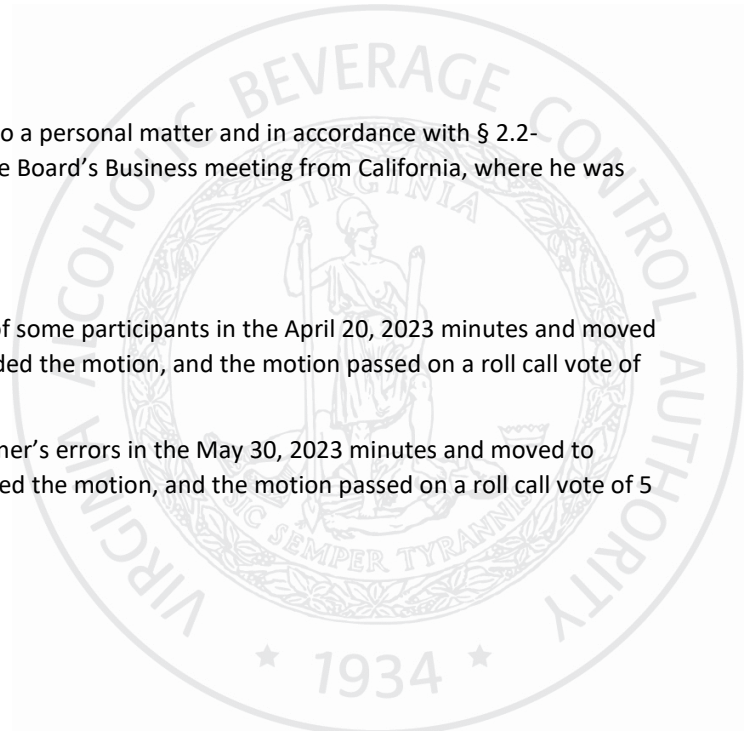 o a personal matter and in accordance with § 2.2-
e Board’s Business meeting from California, where he was
of some participants in the April 20, 2023 minutes and moved
ded the motion, and the motion passed on a roll call vote of
ner’s errors in the May 30, 2023 minutes and moved to
ed the motion, and the motion passed on a roll call vote of 5
VIRGINIA ALCOHOLIC BEVERAGE CONTROL AUTHORITY
VIRGINIA
SIC SEMPER TYRANNIS
* 1934 *